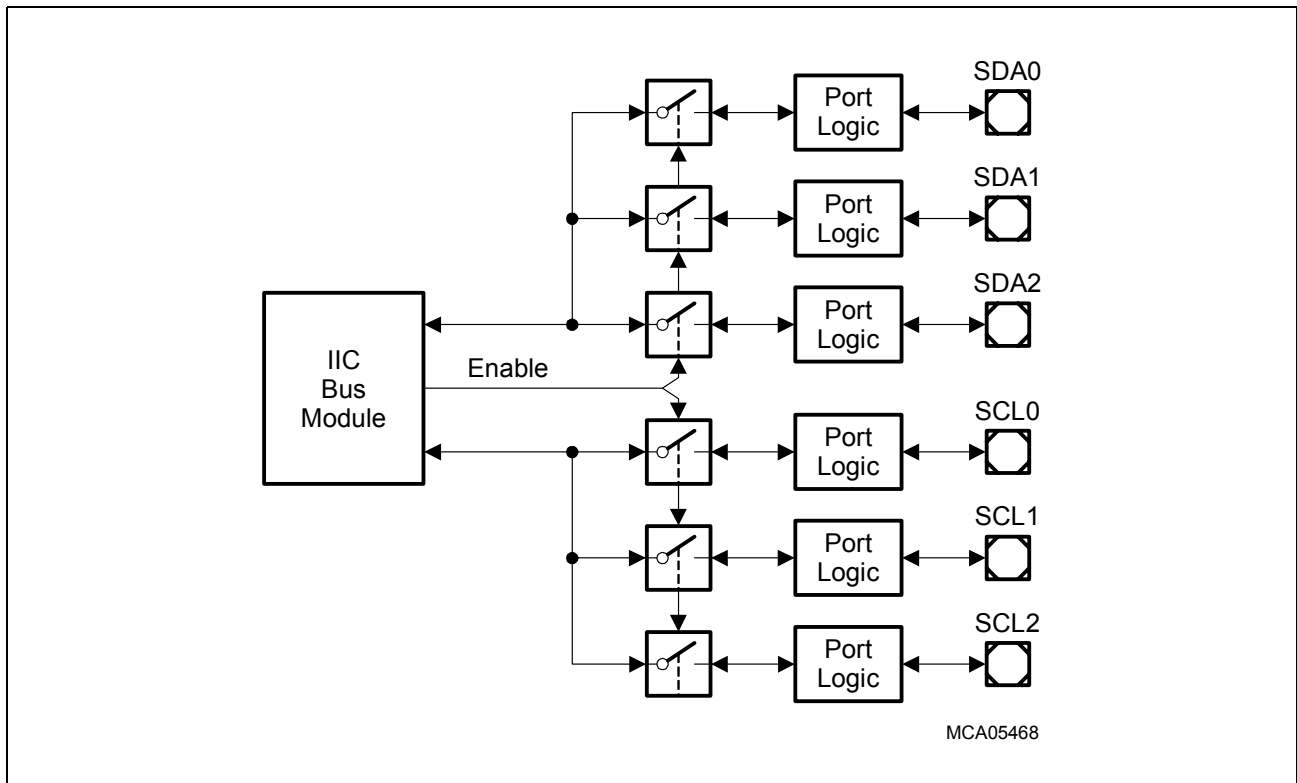 SDA0
Port
Logic
SDA1
Port
Logic
SDA2
Port
Logic
IIC
Bus
Module
Enable
SCL0
Port
Logic
SCL1
Port
Logic
SCL2
Port
Logic
MCA05468